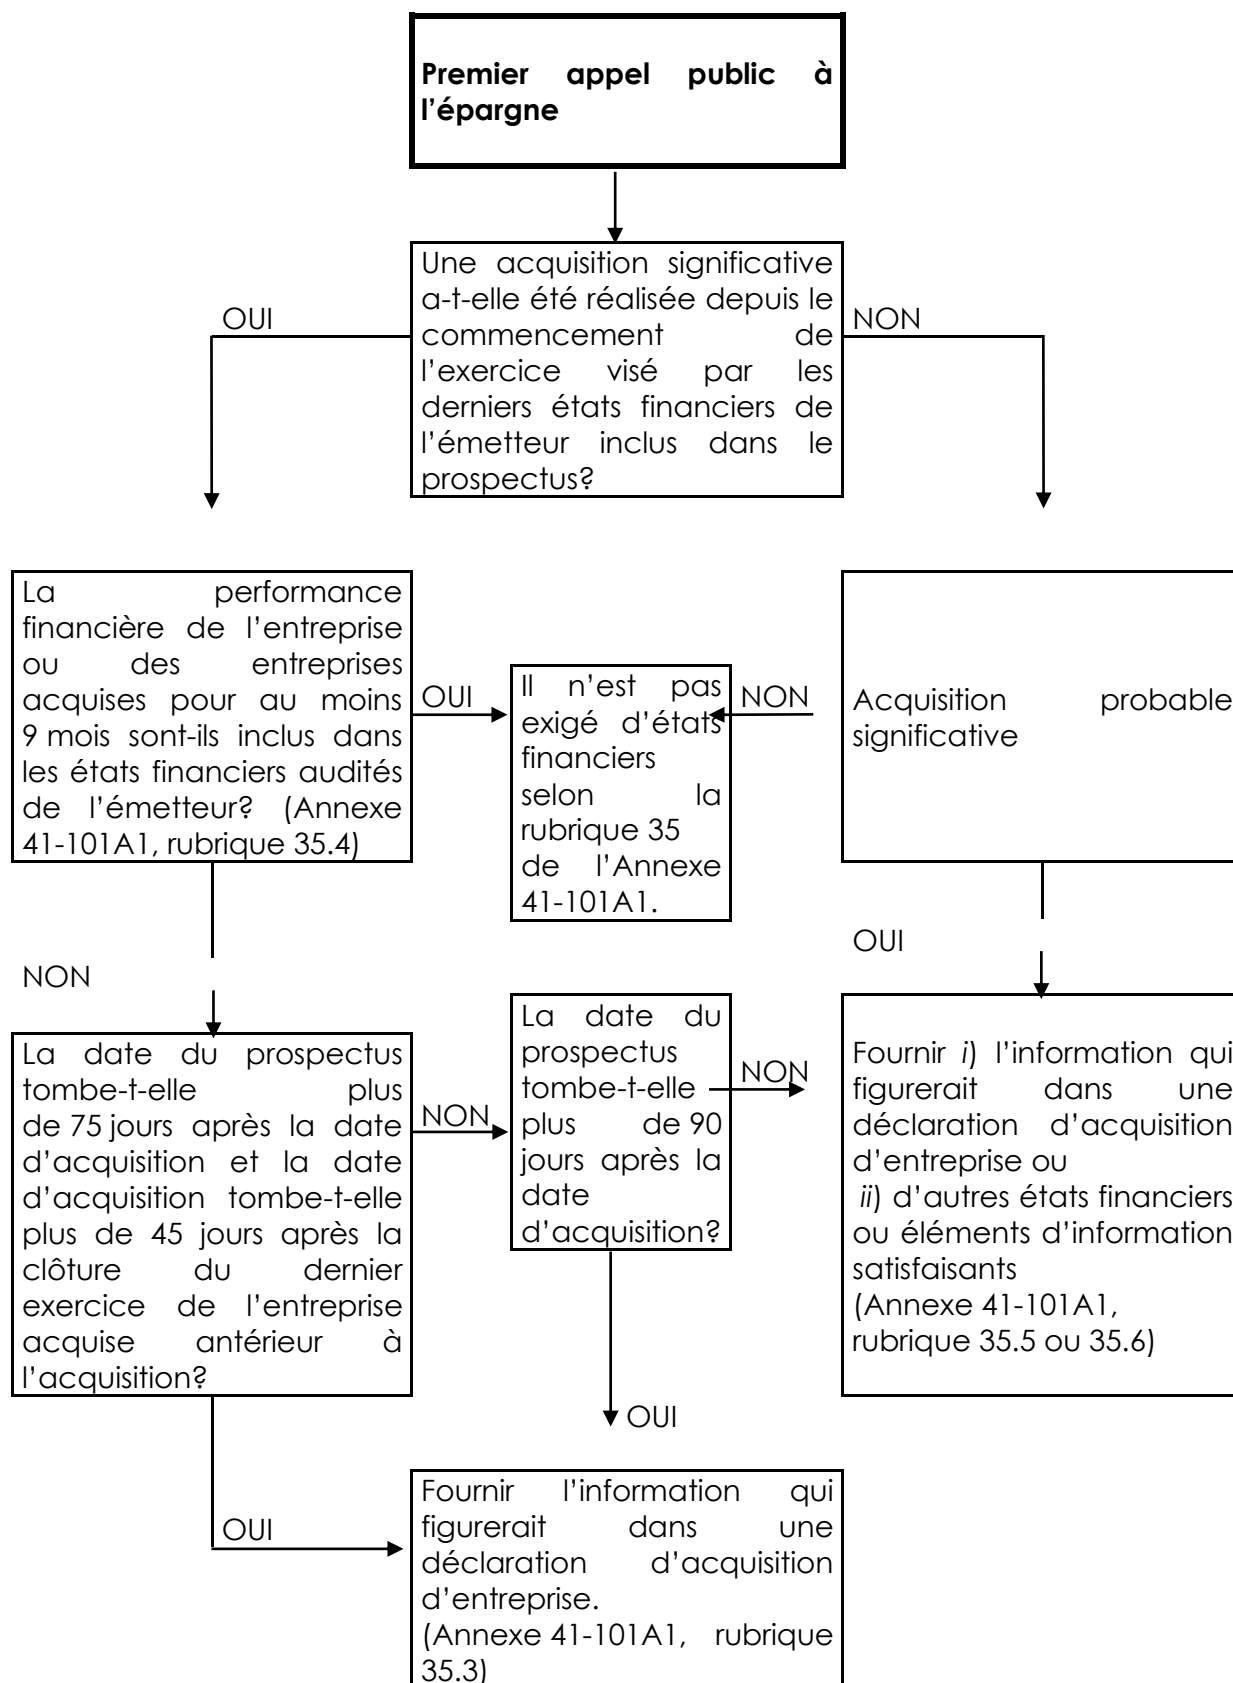 Premier appel public à
l’épargne
Une acquisition significative
a-t-elle été réalisée depuis le
commencement de
l’exercice visé par les
derniers états financiers de
l’émetteur inclus dans le
prospectus?
OUI
NON
La performance
financière de l’entreprise
ou des entreprises
acquises pour au moins
9 mois sont-ils inclus dans
les états financiers audités
de l’émetteur? (Annexe
41-101A1, rubrique 35.4)
OUI
Il n’est pas
exigé d’états
financiers
selon la
rubrique 35
de l’Annexe
41-101A1.
NON
Acquisition probable
significative
NON
OUI
La date du prospectus
tombe-t-elle plus
de 75 jours après la date
d’acquisition et la date
d’acquisition tombe-t-elle
plus de 45 jours après la
clôture du dernier
exercice de l’entreprise
acquise antérieur à
l’acquisition?
NON
La date du
prospectus
tombe-t-elle
plus de 90
jours après la
date
d’acquisition?
NON
Fournir i) l’information qui
figurerait dans une
déclaration d’acquisition
d’entreprise ou
ii) d’autres états financiers
ou éléments d’information
satisfaisants
(Annexe 41-101A1,
rubrique 35.5 ou 35.6)
OUI
OUI
Fournir l’information qui
figurerait dans une
déclaration d’acquisition
d’entreprise.
(Annexe 41-101A1, rubrique
35.3)